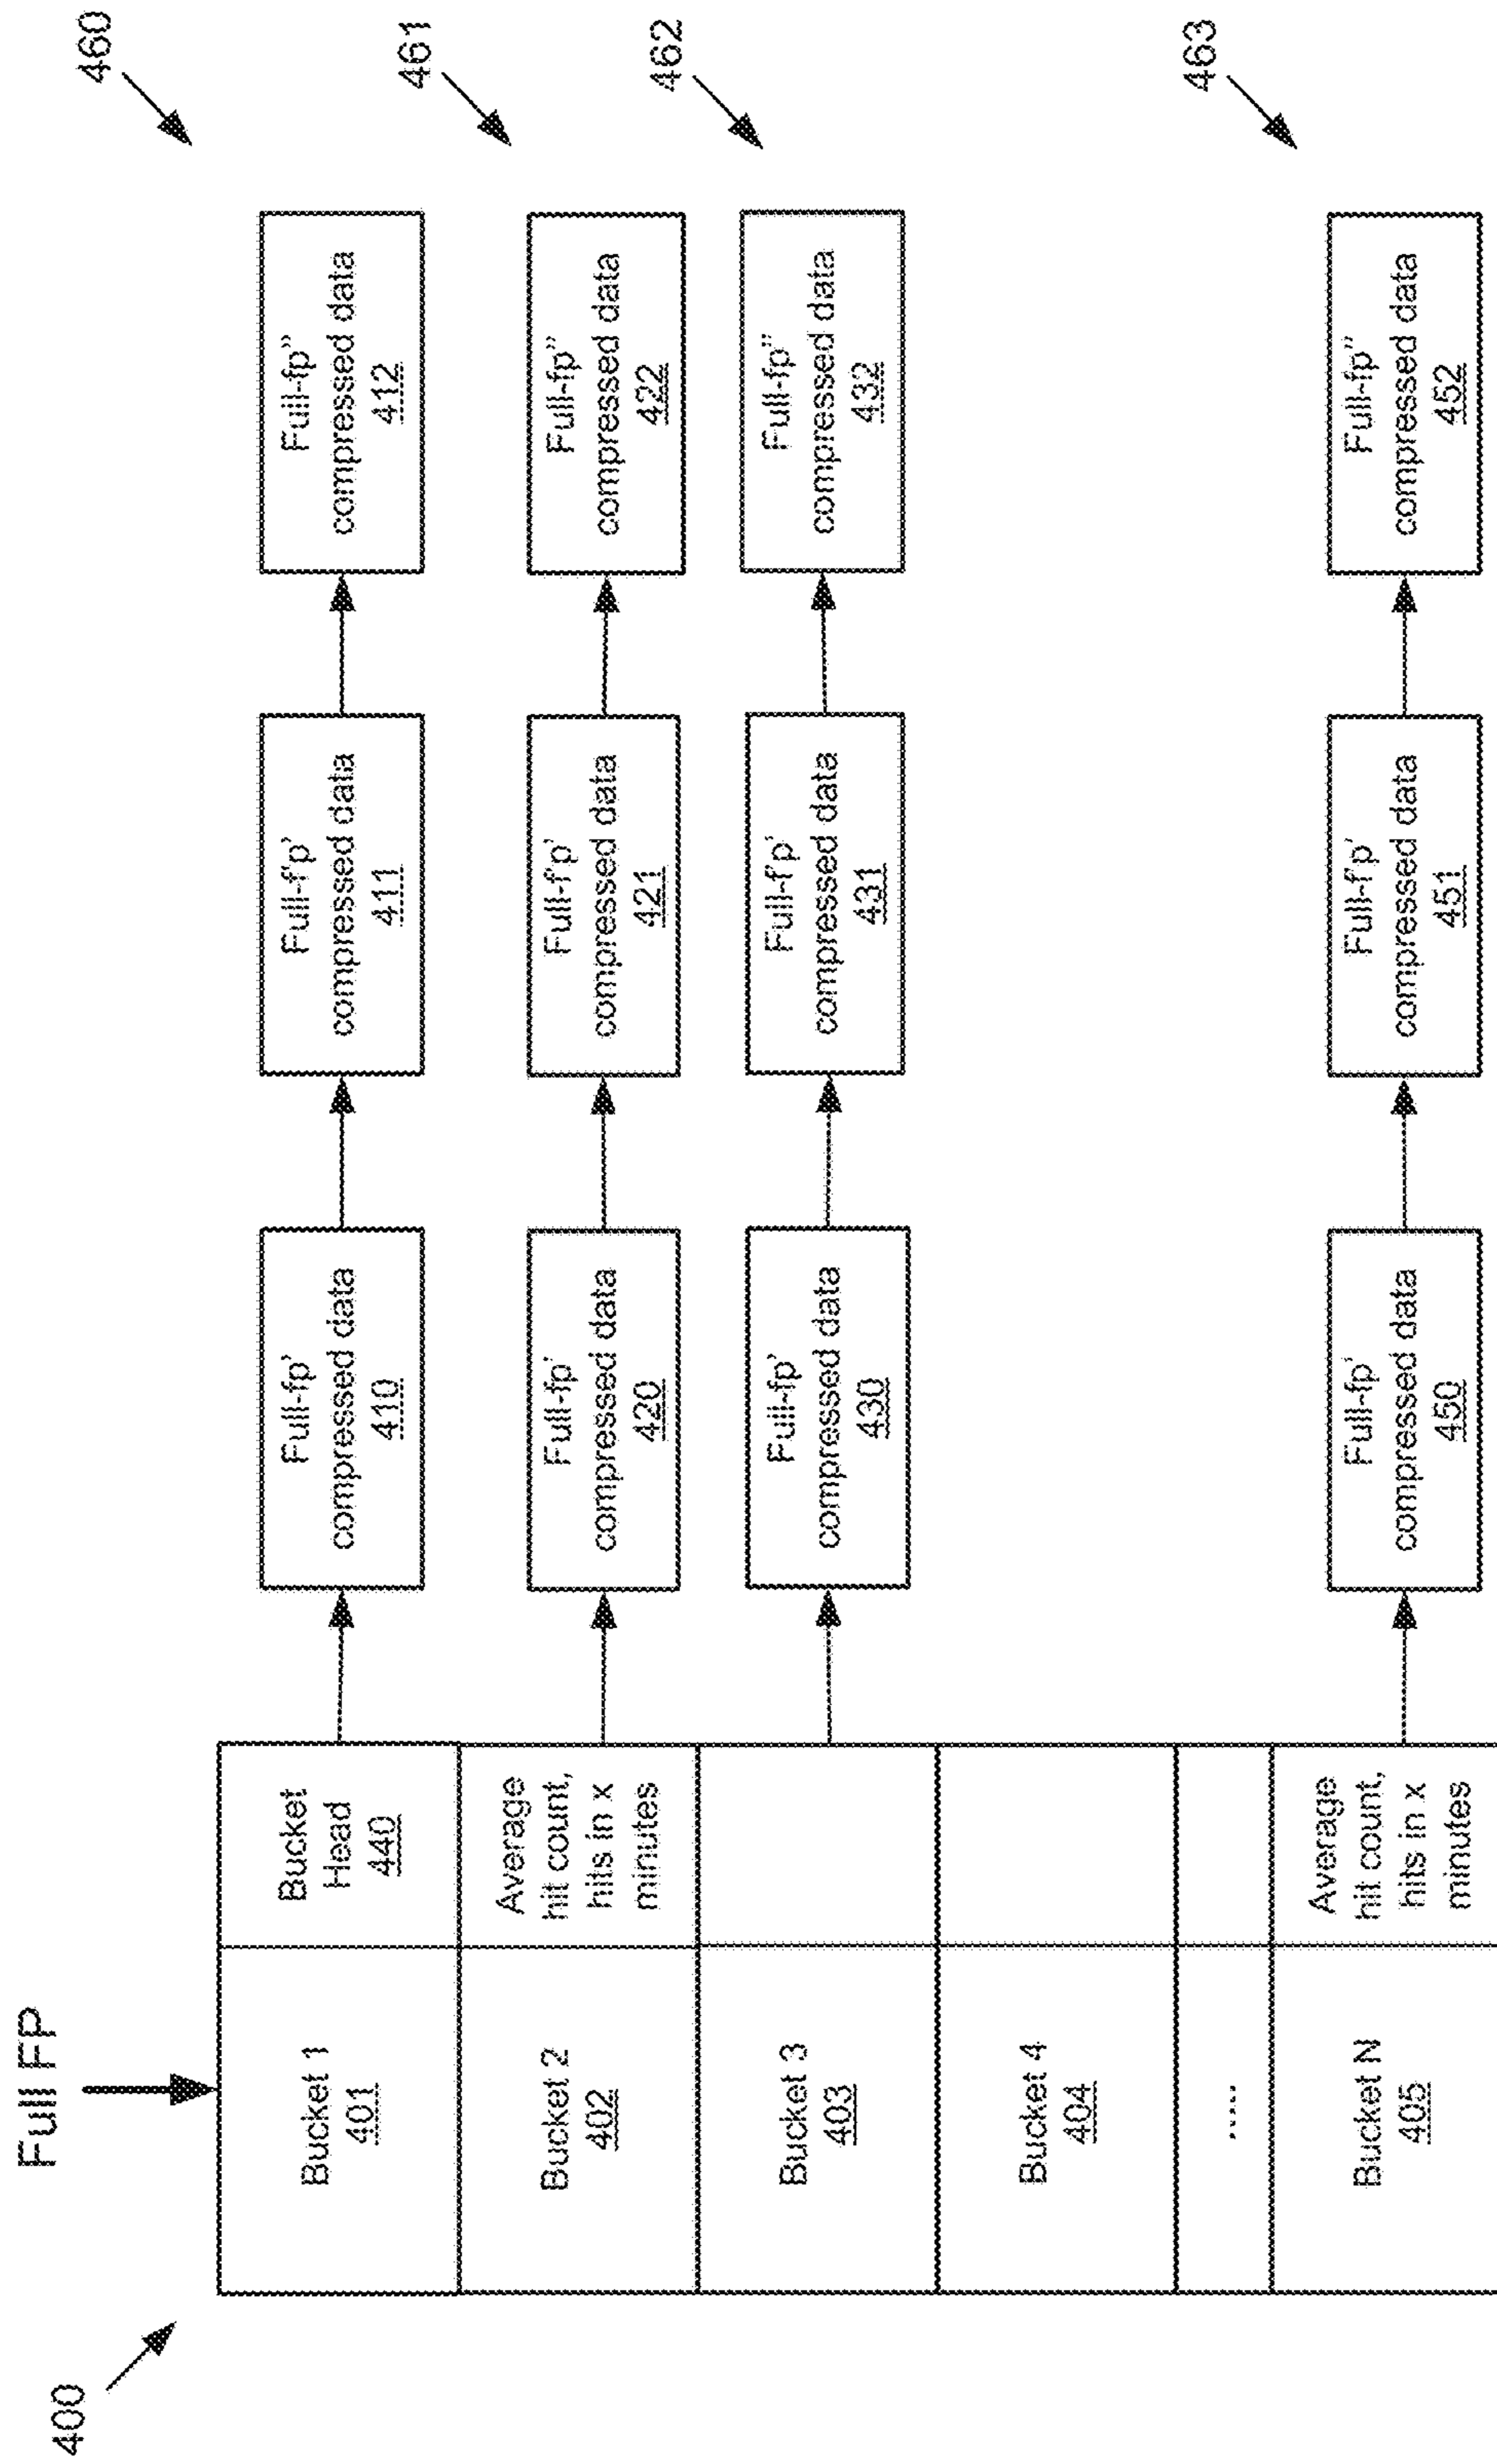 400
Full FP
Bucket 1
401
Bucket
Head
440
Full-fp'
compressed data
410
Full-f'p'
compressed data
411
Full-fp"
compressed data
412
460
Bucket 2
402
Average
hit count,
hits in x
minutes
Full-fp'
compressed data
420
Full-f'p'
compressed data
421
Full-fp"
compressed data
422
461
Bucket 3
403
Full-fp'
compressed data
430
Full-f'p'
compressed data
431
Full-fp"
compressed data
432
462
Bucket 4
404
.....
Bucket N
405
Average
hit count,
hits in x
minutes
Full-fp'
compressed data
450
Full-f'p'
compressed data
451
Full-fp"
compressed data
452
463